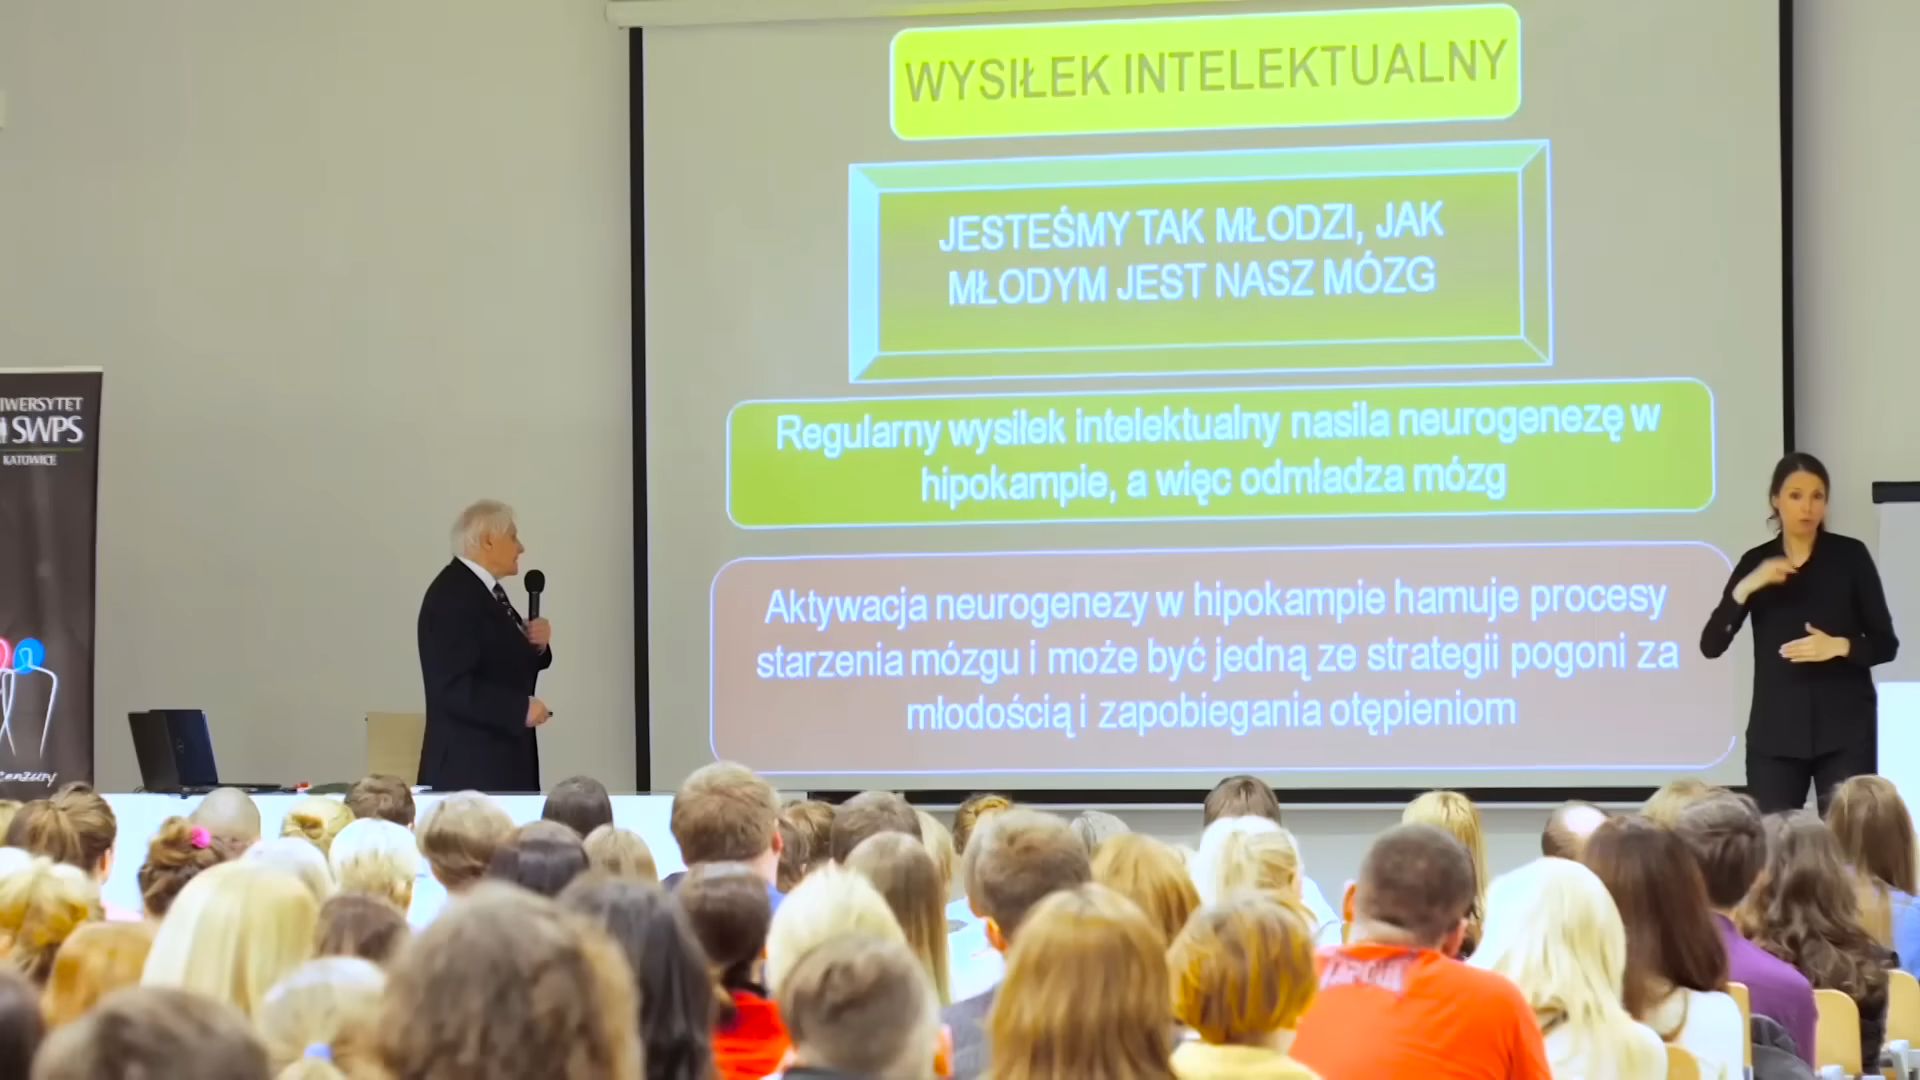 WYSIŁEK INTELEKTUALNY
JESTEŚMY TAK MŁODZI, JAK
MŁODYM JEST NASZ MÓZG
Regularny wysiłek intelektualny nasila neurogenezę w
hipokampie, a więc odmładza mózg
Aktywacja neurogenezy w hipokampie hamuje procesy
starzenia mózgu i może być jedną ze strategii pogoni za
młodością i zapobiegania otępieniom
IWERSYTET
SWPS
KATOWICE